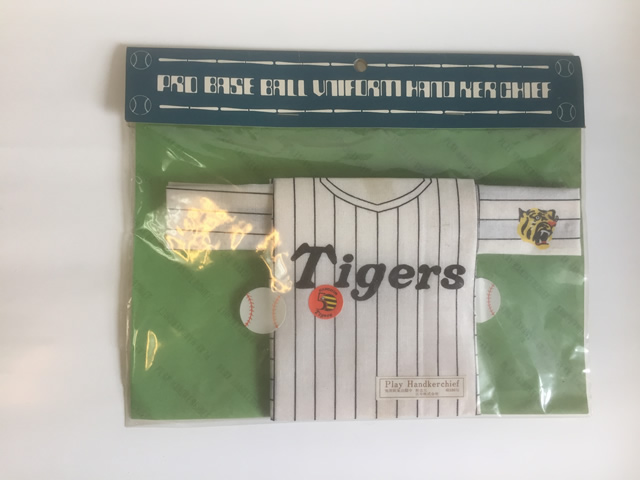 PRO BASE BALL UNIFORM HAND KER CHIEF
Tigers
Play Handkerchief